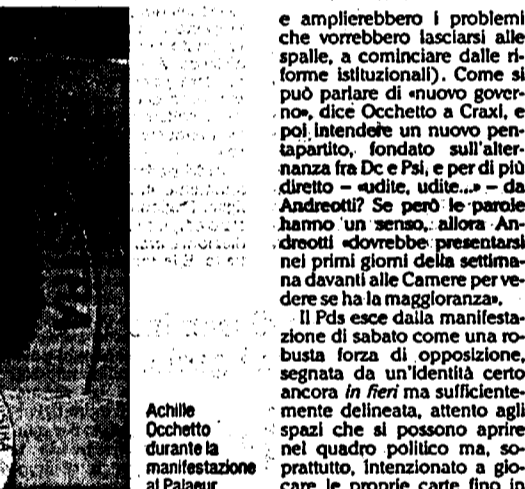 e amplierebbero i problemi
che vorrebbero lasciarsi alle
spalle, a cominciare dalle ri-
forme istituzionali). Come si
può parlare di «nuovo gover-
no», dice Occhetto a Craxi, e
poi intendere un nuovo pen-
tapartito, fondato sull'alter-
nanza fra Dc e Psi, e per di più
diretto – «udite, udite...» – da
Andreotti? Se però le parole
hanno un senso, allora An-
dreotti «dovrebbe presentarsi
nei primi giorni della settima-
na davanti alle Camere per ve-
dere se ha la maggioranza».
Il Pds esce dalla manifesta-
zione di sabato come una ro-
busta forza di opposizione,
segnata da un'identità certo
ancora in fieri ma sufficiente-
mente delineata, attento agli
spazi che si possono aprire
nel quadro politico ma, so-
prattutto, intenzionato a gio-
care le proprie carte fino in
Achille
Occhetto
durante la
manifestazione
al Palaeur